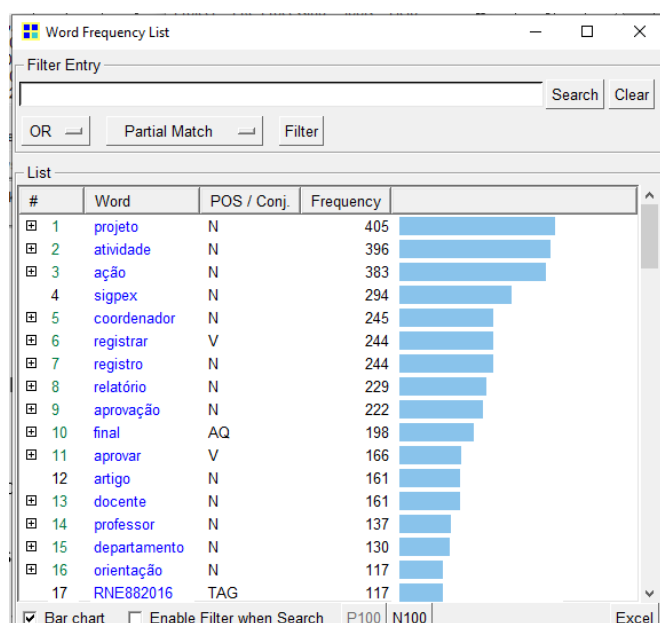 Word Frequency List
Filter Entry
Search Clear
OR Partial Match Filter
List
# Word POS / Conj. Frequency
1 projeto N 405
2 atividade N 396
3 ação N 383
4 sigpex N 294
5 coordenador N 245
6 registrar V 244
7 registro N 244
8 relatório N 229
9 aprovação N 222
10 final AQ 198
11 aprovar V 166
12 artigo N 161
13 docente N 161
14 professor N 137
15 departamento N 130
16 orientação N 117
17 RNE882016 TAG 117
Bar chart Enable Filter when Search P100 N100 Excel